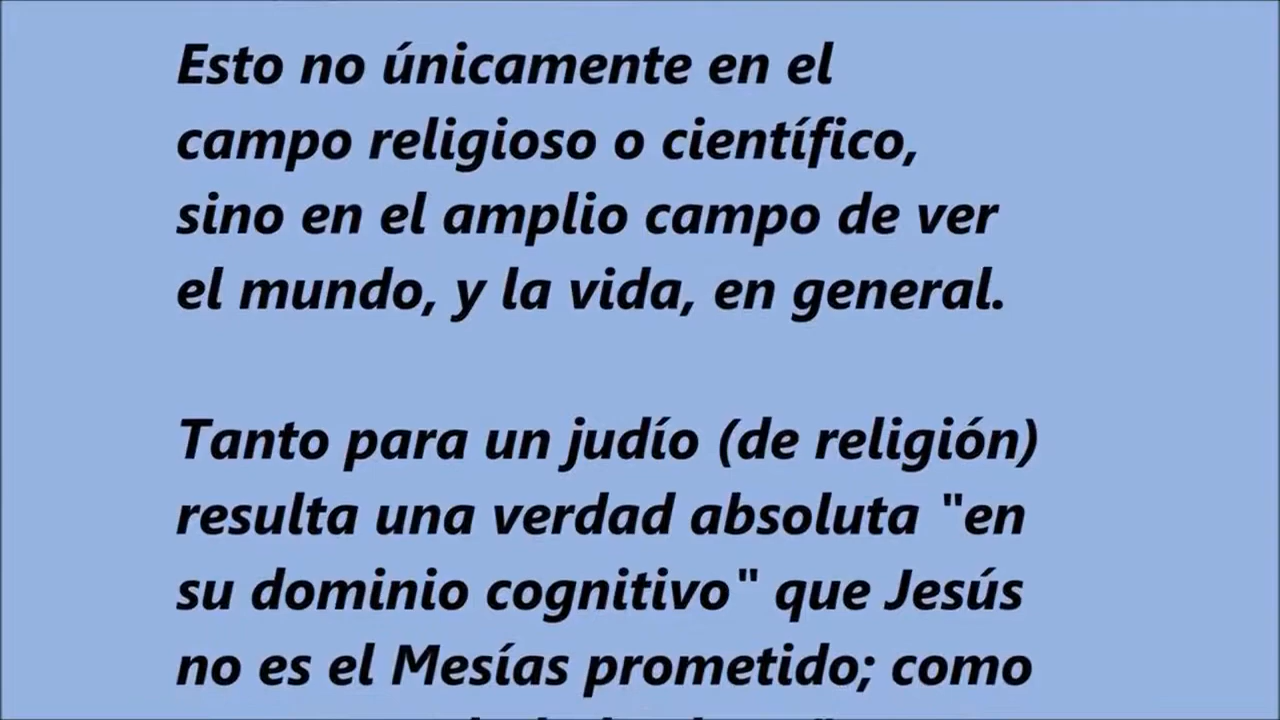 Esto no únicamente en el
campo religioso o científico,
sino en el amplio campo de ver
el mundo, y la vida, en general.
Tanto para un judío (de religión)
resulta una verdad absoluta "en
su dominio cognitivo" que Jesús
no es el Mesías prometido; como